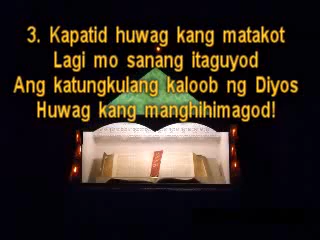 3. Kapatid huwag kang matakot
Lagi mo sanang itaguyod
Ang katungkulang kaloob ng Diyos
Huwag kang manghihimagod!